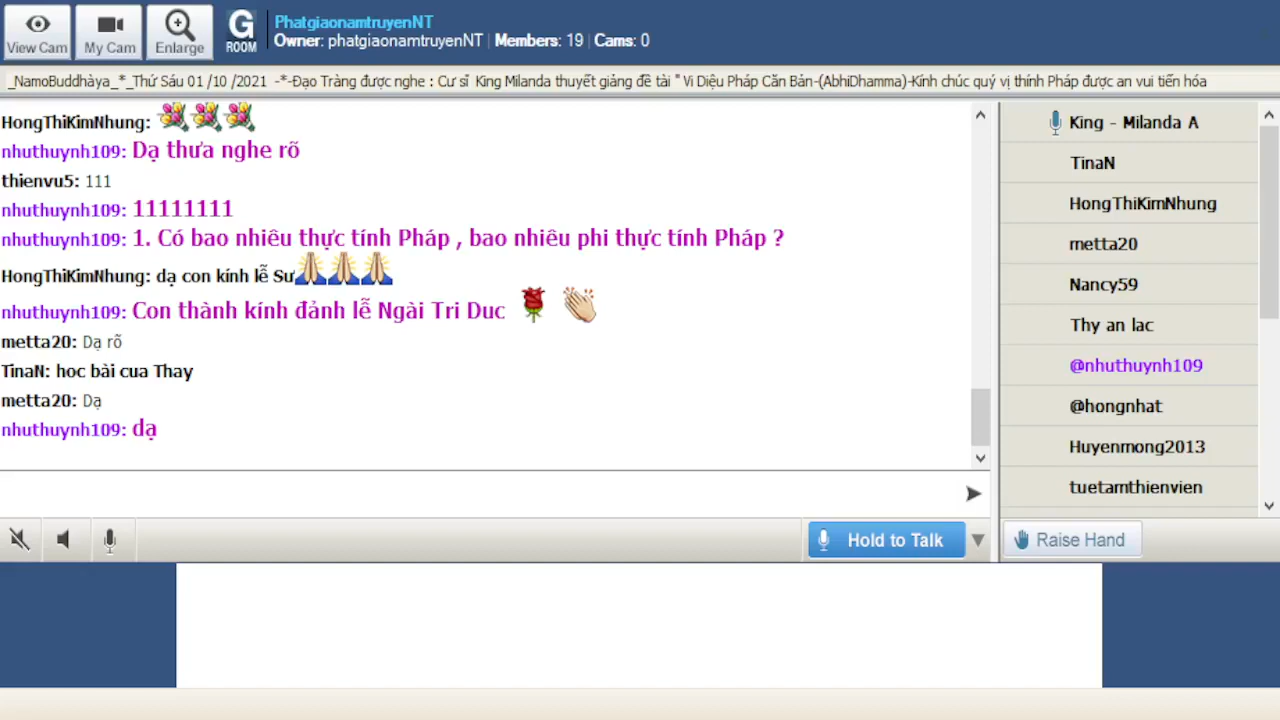 PhatgiaonamtruyenNT
View Cam My Cam Enlarge G ROOM Owner: phatgiaonamtruyenNT | Members: 19 | Cams: 0
_NamoBuddhàya_*_Thứ Sáu 01 /10 /2021 -*-Đạo Tràng được nghe : Cư sĩ King Milanda thuyết giảng đề tài " Vi Diệu Pháp Căn Bản-(AbhiDhamma)-Kính chúc quý vị thính Pháp được an vui tiến hóa
HongThiKimNhung:
nhuthuynh109: Dạ thưa nghe rõ
thienvu5: 111
nhuthuynh109: 11111111
nhuthuynh109: 1. Có bao nhiêu thực tính Pháp , bao nhiêu phi thực tính Pháp ?
HongThiKimNhung: dạ con kính lễ Sư
nhuthuynh109: Con thành kính đảnh lễ Ngài Tri Duc
metta20: Dạ rõ
TinaN: hoc bài cua Thay
metta20: Dạ
nhuthuynh109: dạ
King - Milanda A
TinaN
HongThiKimNhung
metta20
Nancy59
Thy an lac
@nhuthuynh109
@hongnhat
Huyenmong2013
tuetamthienvien
Hold to Talk
Raise Hand